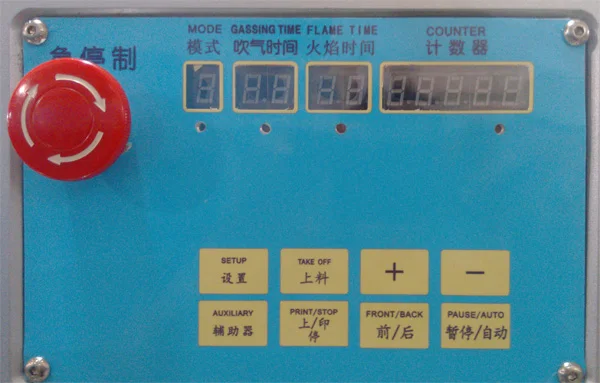 MODE GASSING TIME FLAME TIME COUNTER
模式 吹气时间 火焰时间 计数器
急停制
SETUP
设置
TAKE OFF
上料
+
−
AUXILIARY
辅助器
PRINT/STOP
上/印
停
FRONT/BACK
前/后
PAUSE/AUTO
暂停/自动